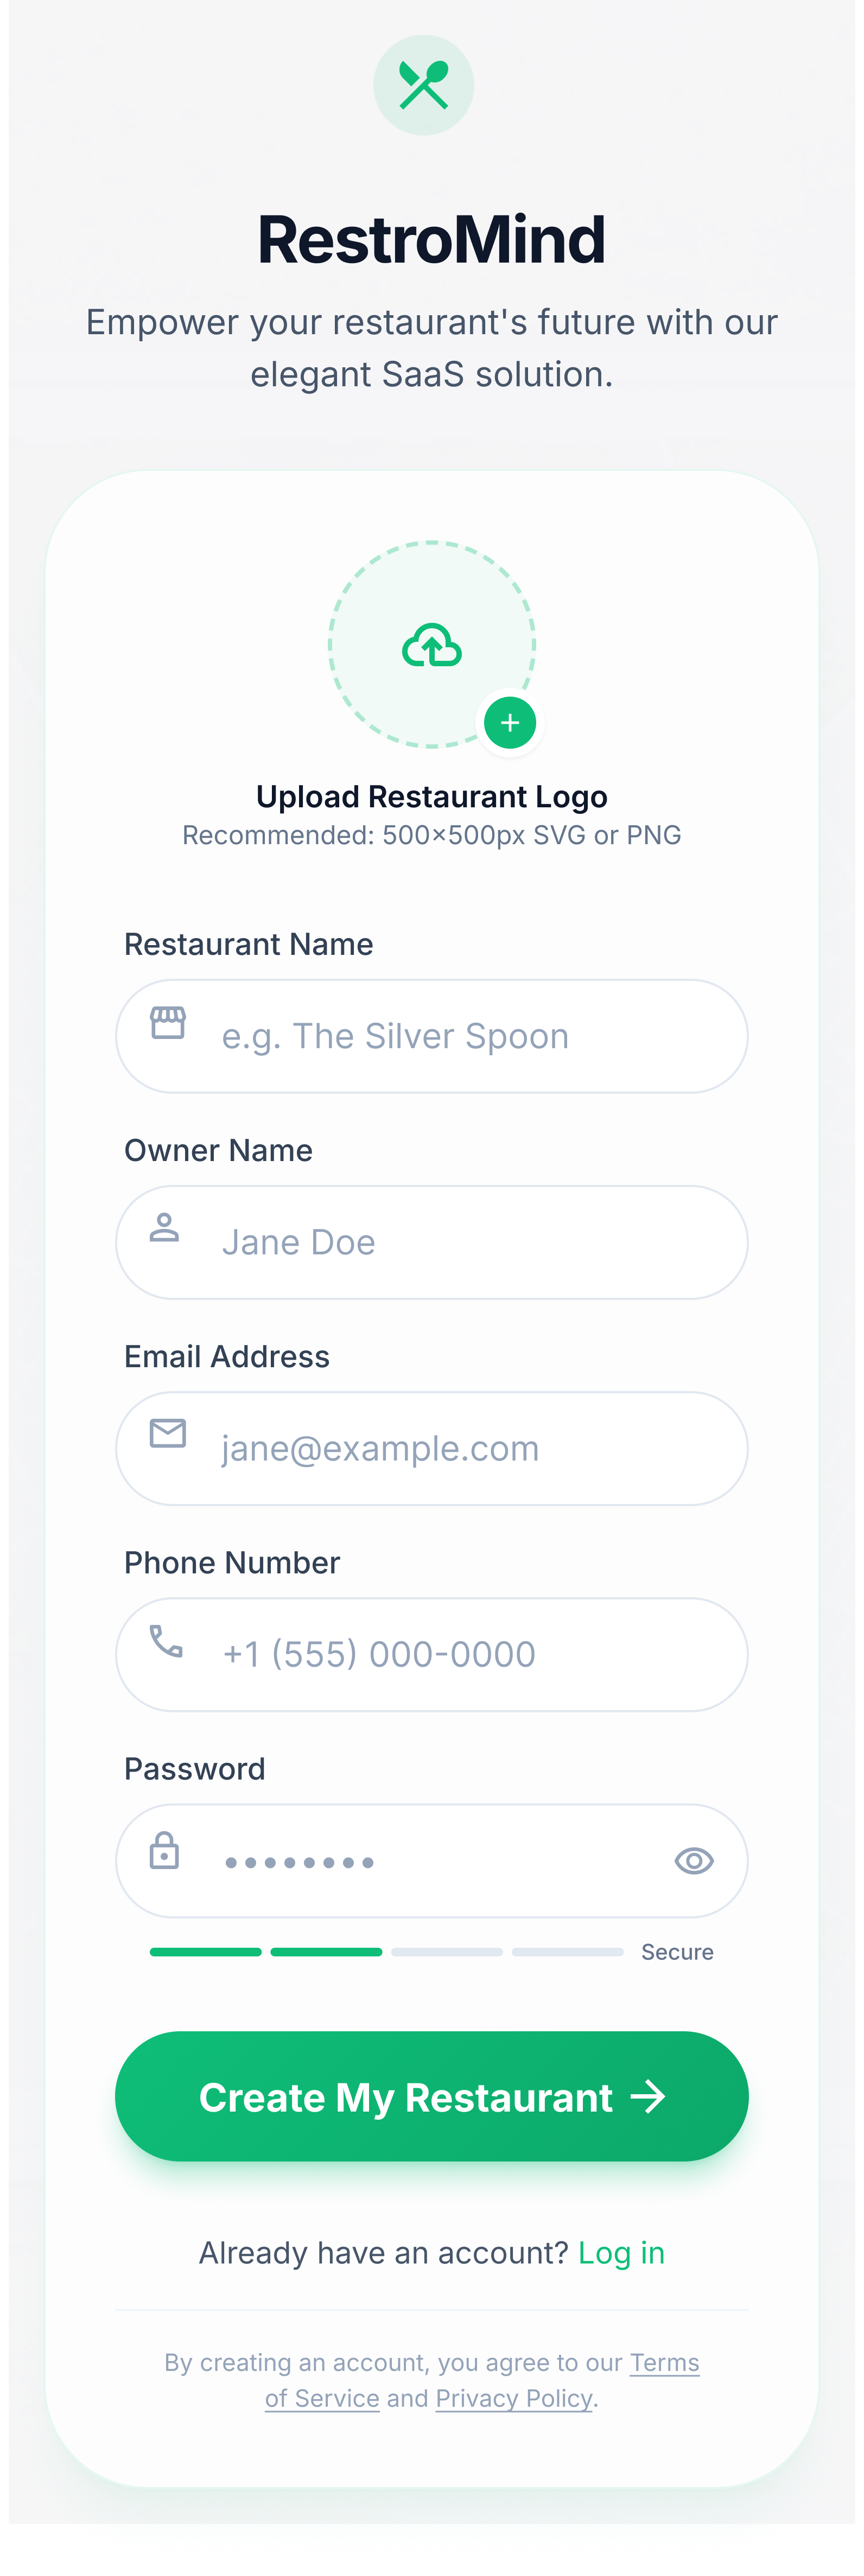 RestroMind
Empower your restaurant's future with our
elegant SaaS solution.
Upload Restaurant Logo
Recommended: 500×500px SVG or PNG
Restaurant Name
e.g. The Silver Spoon
Owner Name
Jane Doe
Email Address
jane@example.com
Phone Number
+1 (555) 000-0000
Password
••••••••
Secure
Create My Restaurant →
Already have an account? Log in
By creating an account, you agree to our Terms
of Service and Privacy Policy.